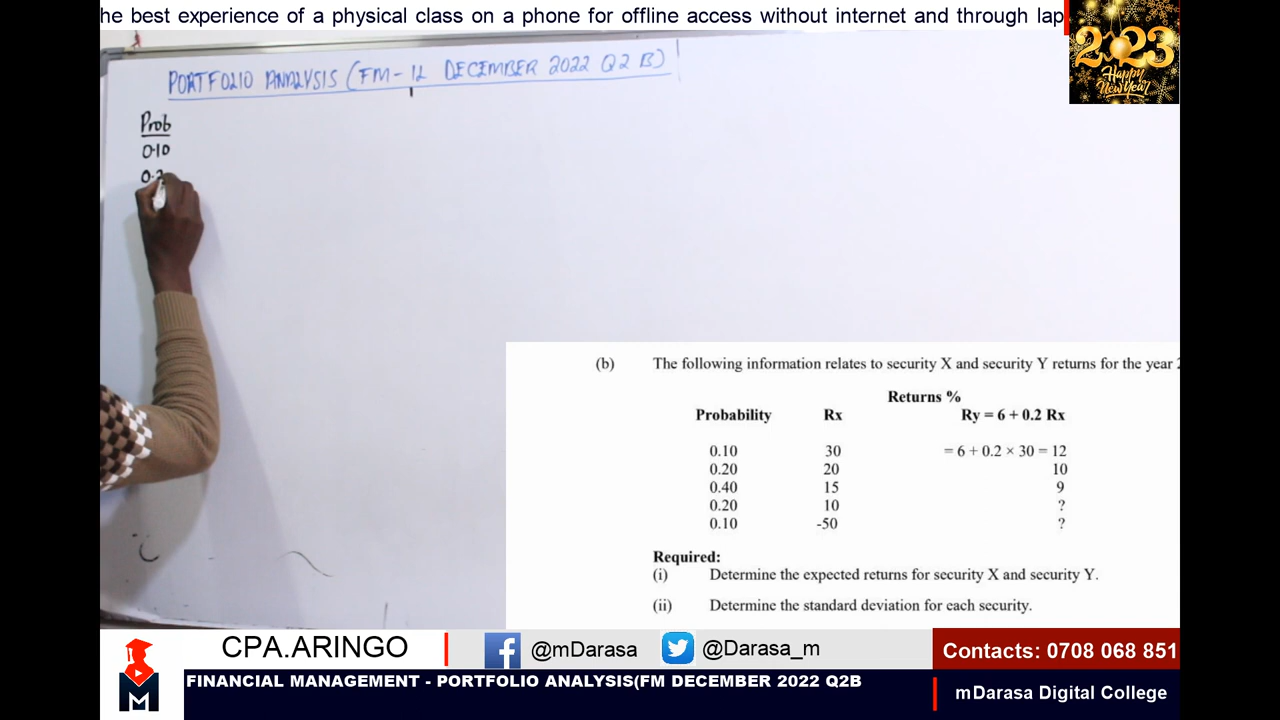 he best experience of a physical class on a phone for offline access without internet and through lap
2023
Happy
New Year
PORTFOLIO ANALYSIS (FM-12 DECEMBER 2022 Q2 B)
Prob
0.10
0.2
(b) The following information relates to security X and security Y returns for the year 2
Returns %
Probability Rx Ry = 6 + 0.2 Rx
0.10 30 = 6 + 0.2 × 30 = 12
0.20 20 10
0.40 15 9
0.20 10 ?
0.10 -50 ?
Required:
(i) Determine the expected returns for security X and security Y.
(ii) Determine the standard deviation for each security.
M
CPA.ARINGO
f @mDarasa
@Darasa_m
Contacts: 0708 068 851
FINANCIAL MANAGEMENT - PORTFOLIO ANALYSIS(FM DECEMBER 2022 Q2B
mDarasa Digital College